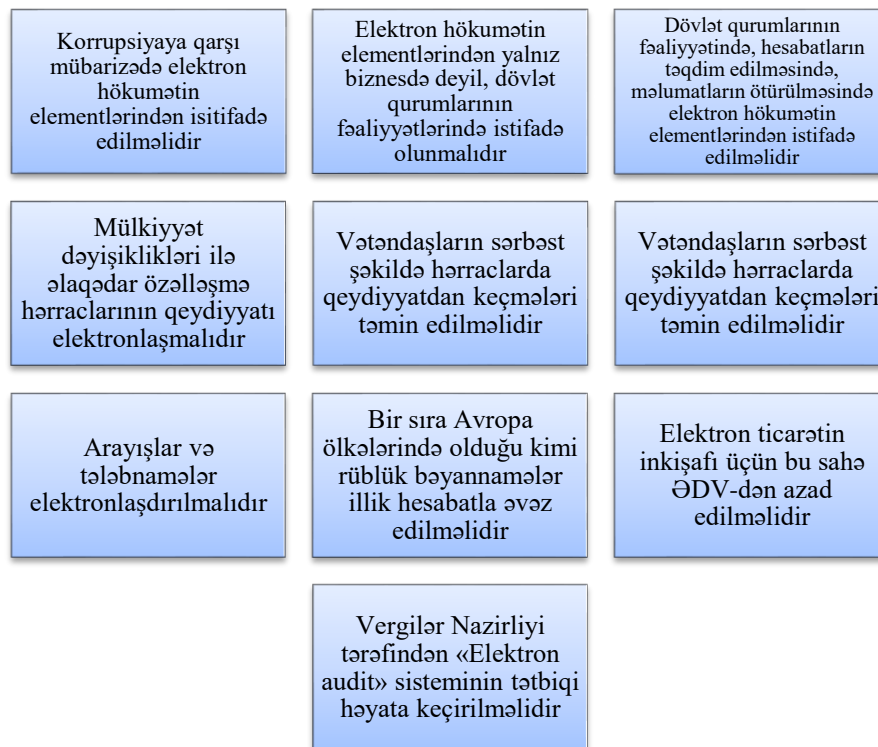 Korrupsiyaya qarşı
mübarizədə elektron
hökumətin
elementlərindən isitifadə
edilməlidir
Elektron hökumətin
elementlərindən yalnız
biznesdə deyil, dövlət
qurumlarının
fəaliyyətlərində istifadə
olunmalıdır
Dövlət qurumlarının
fəaliyyətində, hesabatların
təqdim edilməsində,
məlumatların ötürülməsində
elektron hökumətin
elementlərindən istifadə
edilməlidir
Mülkiyyət
dəyişiklikləri ilə
əlaqədar özəlləşmə
hərraclarının qeydiyyatı
elektronlaşmalıdır
Vətəndaşların sərbəst
şəkildə hərraclarda
qeydiyyatdan keçmələri
təmin edilməlidir
Vətəndaşların sərbəst
şəkildə hərraclarda
qeydiyyatdan keçmələri
təmin edilməlidir
Arayışlar və
tələbnamələr
elektronlaşdırılmalıdır
Bir sıra Avropa
ölkələrində olduğu kimi
rüblük bəyannamələr
illik hesabatla əvəz
edilməlidir
Elektron ticarətin
inkişafı üçün bu sahə
ƏDV-dən azad
edilməlidir
Vergilər Nazirliyi
tərəfindən «Elektron
audit» sisteminin tətbiqi
həyata keçirilməlidir